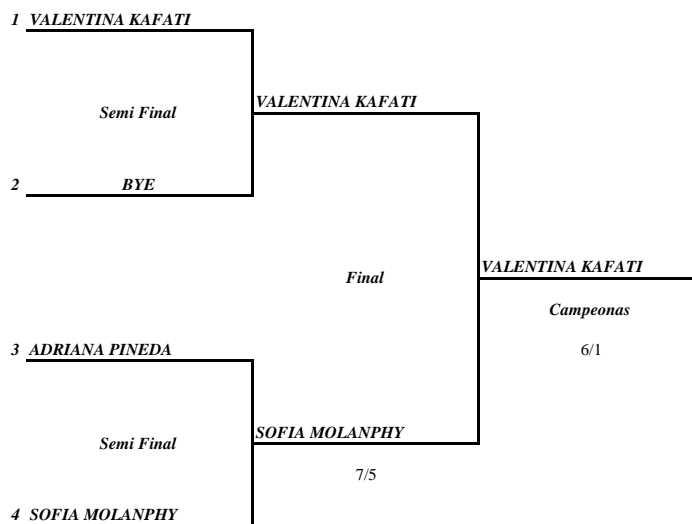 1 VALENTINA KAFATI
Semi Final
VALENTINA KAFATI
2 BYE
Final
VALENTINA KAFATI
Campeonas
6/1
3 ADRIANA PINEDA
Semi Final
SOFIA MOLANPHY
7/5
4 SOFIA MOLANPHY